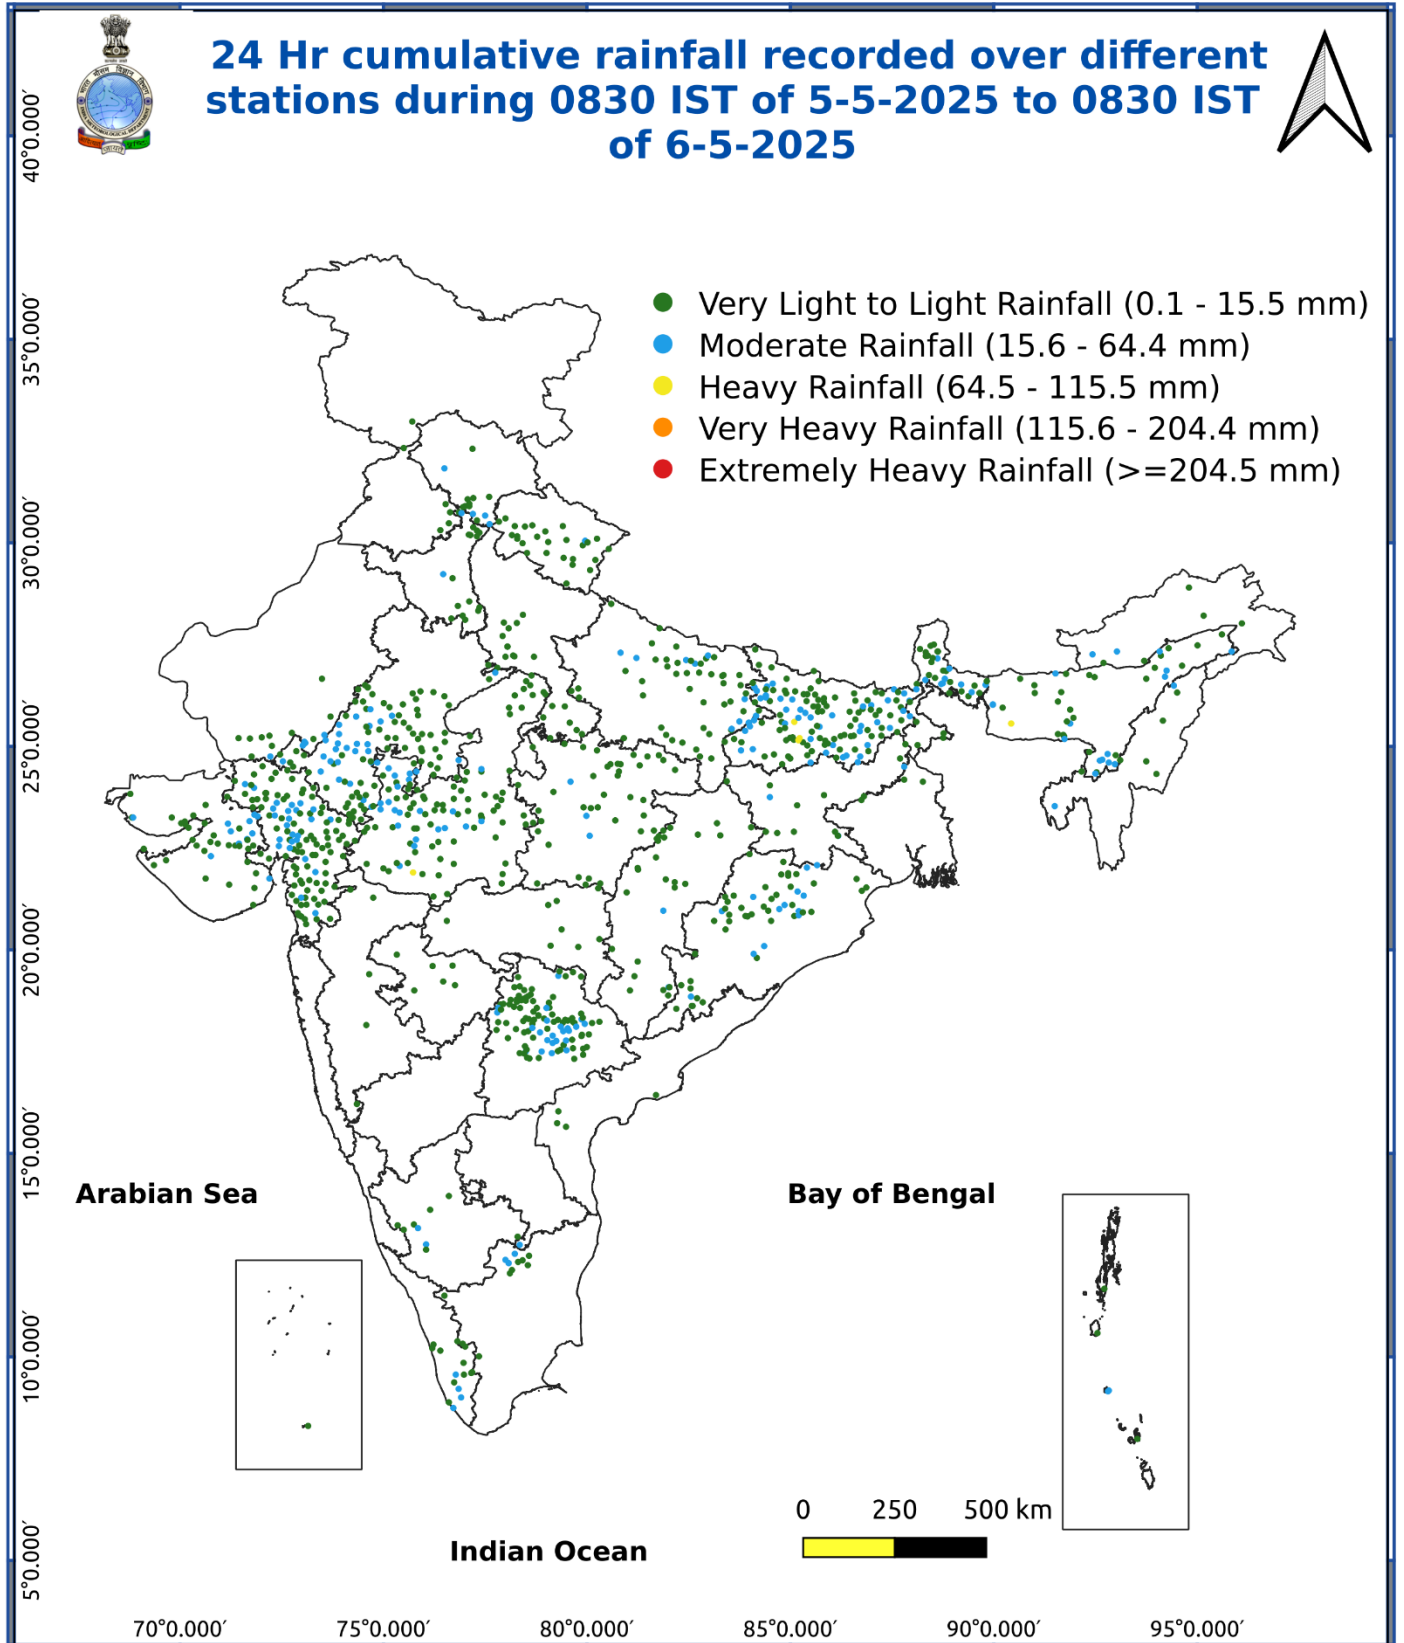 24 Hr cumulative rainfall recorded over different
stations during 0830 IST of 5-5-2025 to 0830 IST
of 6-5-2025
Very Light to Light Rainfall (0.1 - 15.5 mm)
Moderate Rainfall (15.6 - 64.4 mm)
Heavy Rainfall (64.5 - 115.5 mm)
Very Heavy Rainfall (115.6 - 204.4 mm)
Extremely Heavy Rainfall (>=204.5 mm)
40°0.000′
35°0.000′
30°0.000′
25°0.000′
20°0.000′
15°0.000′
10°0.000′
5°0.000′
Arabian Sea
Bay of Bengal
Indian Ocean
0 250 500 km
70°0.000′ 75°0.000′ 80°0.000′ 85°0.000′ 90°0.000′ 95°0.000′